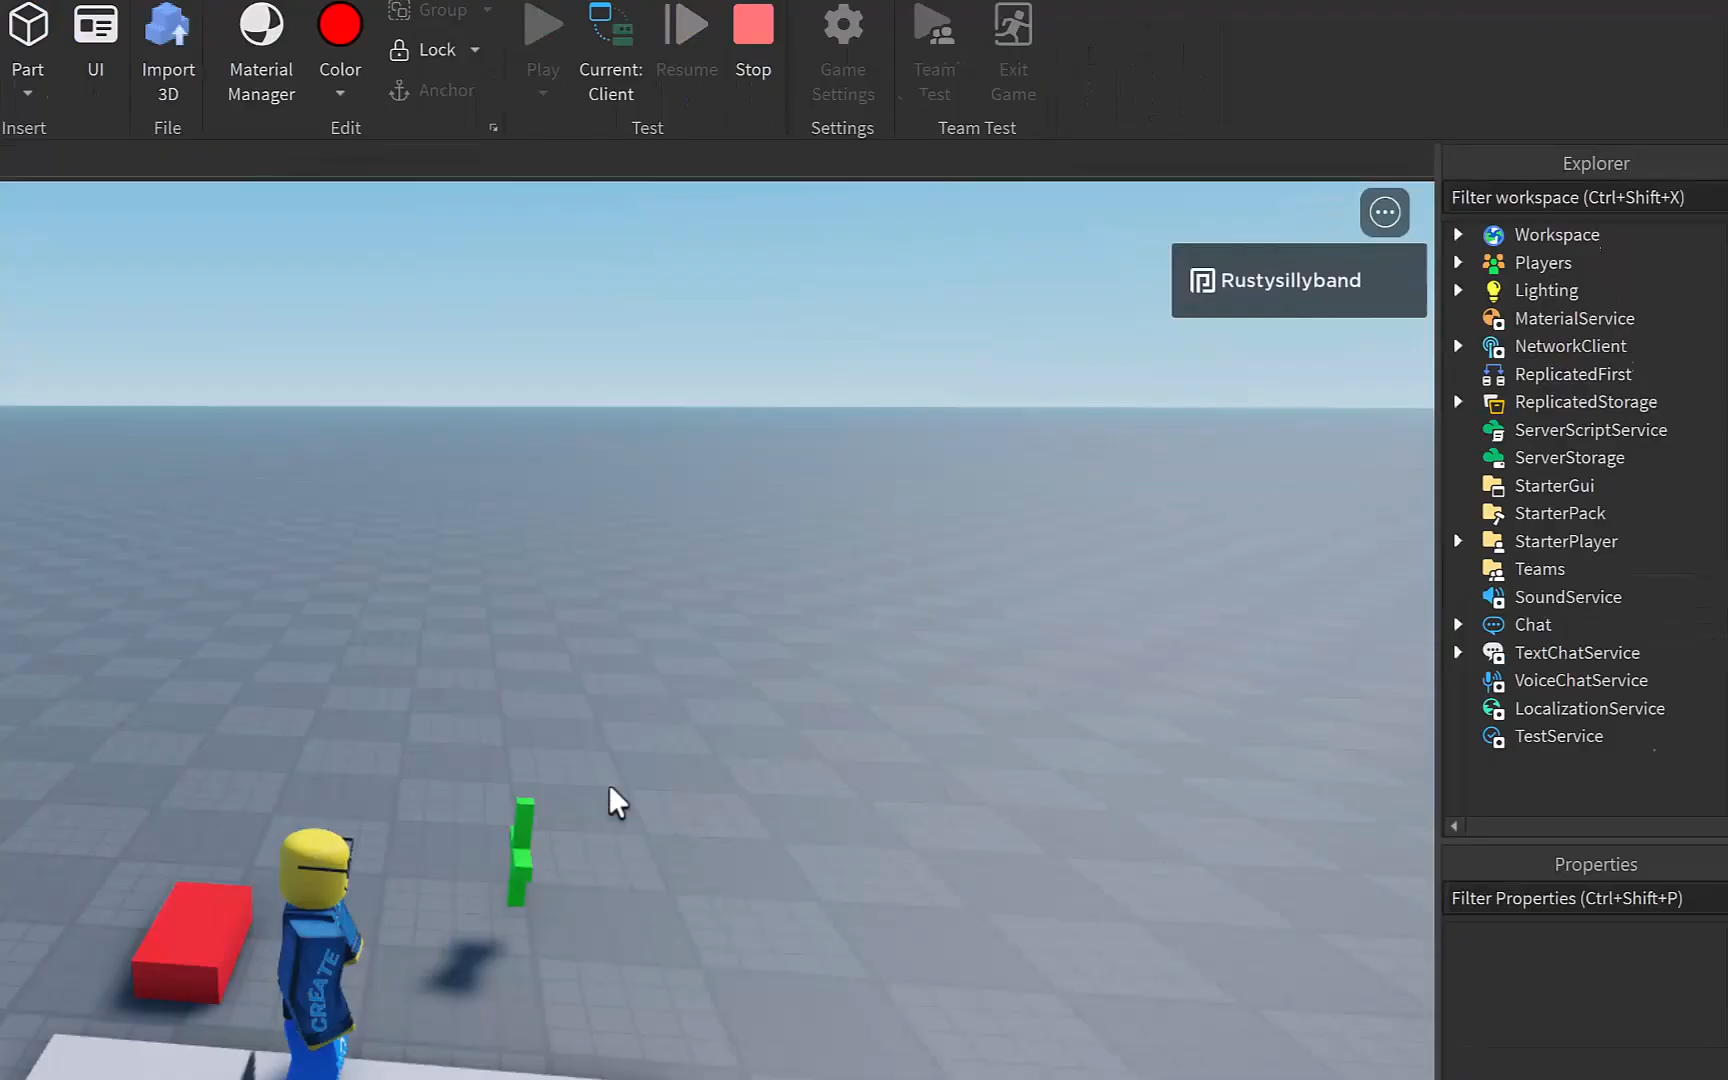 Part
UI
Import
3D
Material
Manager
Color
Group
Lock
Anchor
Play
Current:
Client
Resume
Stop
Game
Settings
Team
Test
Exit
Game
Insert
File
Edit
Test
Settings
Team Test
Explorer
Filter workspace (Ctrl+Shift+X)
Workspace
Players
Lighting
MaterialService
NetworkClient
ReplicatedFirst
ReplicatedStorage
ServerScriptService
ServerStorage
StarterGui
StarterPack
StarterPlayer
Teams
SoundService
Chat
TextChatService
VoiceChatService
LocalizationService
TestService
Properties
Filter Properties (Ctrl+Shift+P)
Rustysillyband
CREATE